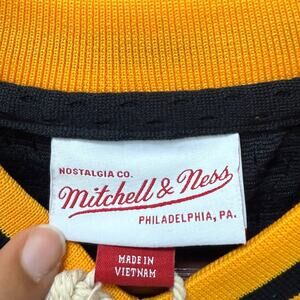 NOSTALGIA CO.
Mitchell & Ness
PHILADELPHIA, PA.
MADE IN
VIETNAM